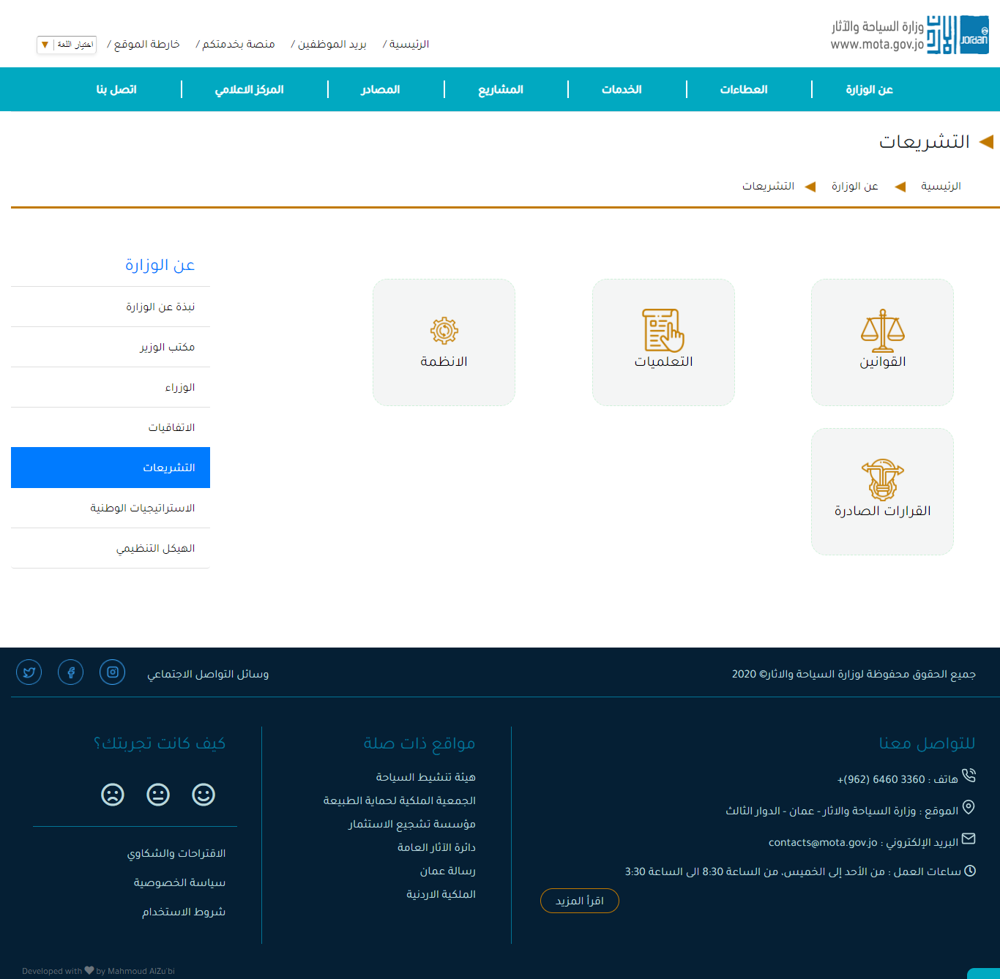 وزارة السياحة والآثار
www.mota.gov.jo
Jordan
الرئيسية /
بريد الموظفين /
منصة بخدمتكم /
خارطة الموقع /
اختيار اللغة ▼
عن الوزارة
العطاءات
الخدمات
المشاريع
المصادر
المركز الاعلامي
اتصل بنا
التشريعات
الرئيسية
عن الوزارة
التشريعات
القوانين
التعلميات
الانظمة
القرارات الصادرة
عن الوزارة
نبذة عن الوزارة
مكتب الوزير
الوزراء
الاتفاقيات
التشريعات
الاستراتيجيات الوطنية
الهيكل التنظيمي
جميع الحقوق محفوظة لوزارة السياحة والاثار© 2020
وسائل التواصل الاجتماعي
للتواصل معنا
هاتف : 3360 6460 (962)+
الموقع : وزارة السياحة والاثار - عمان - الدوار الثالث
البريد الإلكتروني : contacts@mota.gov.jo
ساعات العمل : من الأحد إلى الخميس، من الساعة 8:30 الى الساعة 3:30
اقرأ المزيد
مواقع ذات صلة
هيئة تنشيط السياحة
الجمعية الملكية لحماية الطبيعة
مؤسسة تشجيع الاستثمار
دائرة الآثار العامة
رسالة عمان
الملكية الاردنية
كيف كانت تجربتك؟
الاقتراحات والشكاوي
سياسة الخصوصية
شروط الاستخدام
Developed with ❤ by Mahmoud AlZu'bi